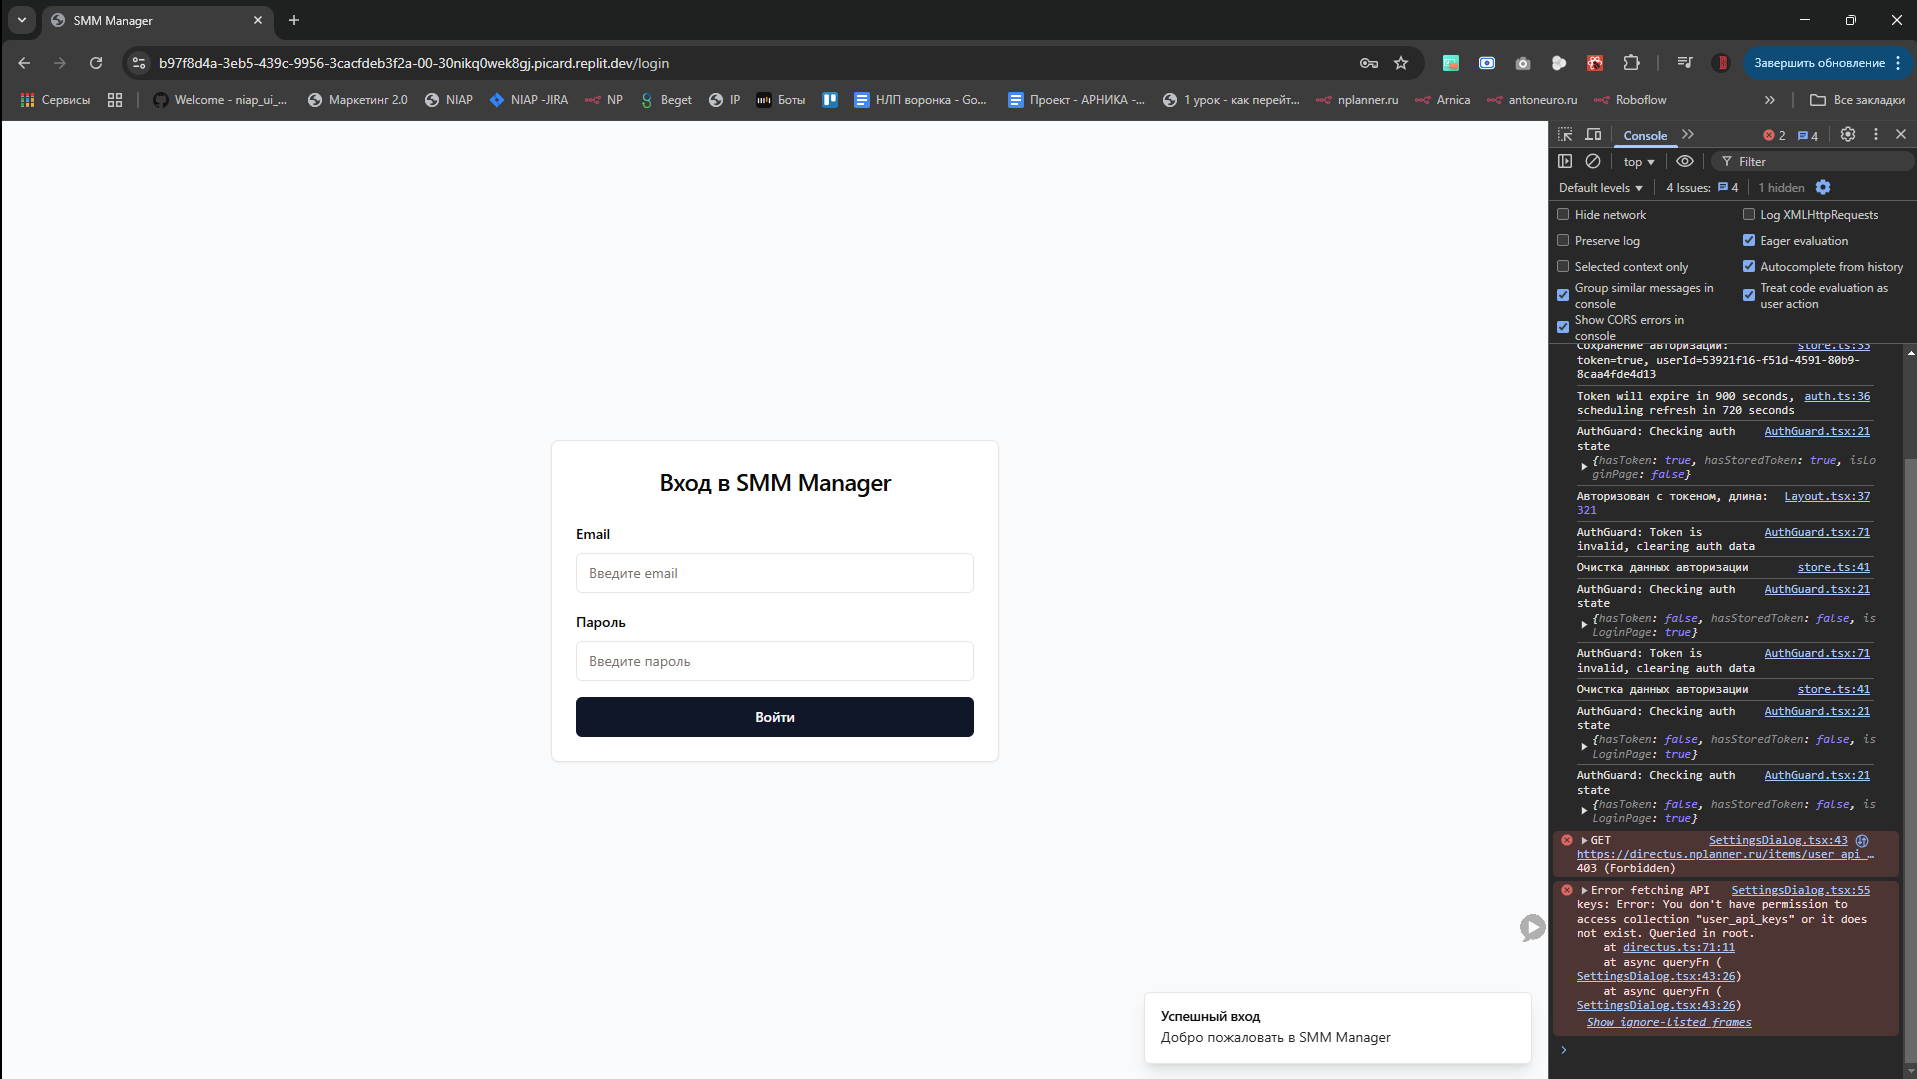 SMM Manager
b97f8d4a-3eb5-439c-9956-3cacfdeb3f2a-00-30nikq0wek8gj.picard.replit.dev/login
Завершить обновление
Сервисы
Welcome - niap_ui_...
Маркетинг 2.0
NIAP
NIAP -JIRA
NP
Beget
IP
Боты
НЛП воронка - Go...
Проект - АРНИКА -...
1 урок - как перейт...
nplanner.ru
Arnica
antoneuro.ru
Roboflow
Все закладки
Вход в SMM Manager
Email
Введите email
Пароль
Введите пароль
Войти
Успешный вход
Добро пожаловать в SMM Manager
Console
2
4
top
Filter
Default levels
4 Issues: 4
1 hidden
Hide network
Log XMLHttpRequests
Preserve log
Eager evaluation
Selected context only
Autocomplete from history
Group similar messages in
console
Treat code evaluation as
user action
Show CORS errors in
console
Сохранение авторизации: store.ts:35
token=true, userId=53921f16-f51d-4591-80b9-
8caa4fde4d13
Token will expire in 900 seconds, auth.ts:36
scheduling refresh in 720 seconds
AuthGuard: Checking auth AuthGuard.tsx:21
state
{hasToken: true, hasStoredToken: true, isLo
ginPage: false}
Авторизован с токеном, длина: Layout.tsx:37
321
AuthGuard: Token is AuthGuard.tsx:71
invalid, clearing auth data
Очистка данных авторизации store.ts:41
AuthGuard: Checking auth AuthGuard.tsx:21
state
{hasToken: false, hasStoredToken: false, is
LoginPage: true}
AuthGuard: Token is AuthGuard.tsx:71
invalid, clearing auth data
Очистка данных авторизации store.ts:41
AuthGuard: Checking auth AuthGuard.tsx:21
state
{hasToken: false, hasStoredToken: false, is
LoginPage: true}
AuthGuard: Checking auth AuthGuard.tsx:21
state
{hasToken: false, hasStoredToken: false, is
LoginPage: true}
GET SettingsDialog.tsx:43
https://directus.nplanner.ru/items/user_api_…
403 (Forbidden)
Error fetching API SettingsDialog.tsx:55
keys: Error: You don't have permission to
access collection "user_api_keys" or it does
not exist. Queried in root.
at directus.ts:71:11
at async queryFn (
SettingsDialog.tsx:43:26)
at async queryFn (
SettingsDialog.tsx:43:26)
Show ignore-listed frames